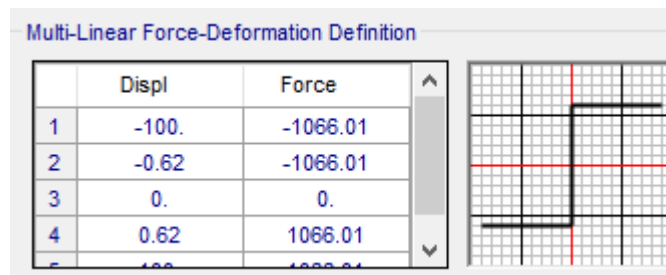 Multi-Linear Force-Deformation Definition
Displ Force
1 -100. -1066.01
2 -0.62 -1066.01
3 0. 0.
4 0.62 1066.01